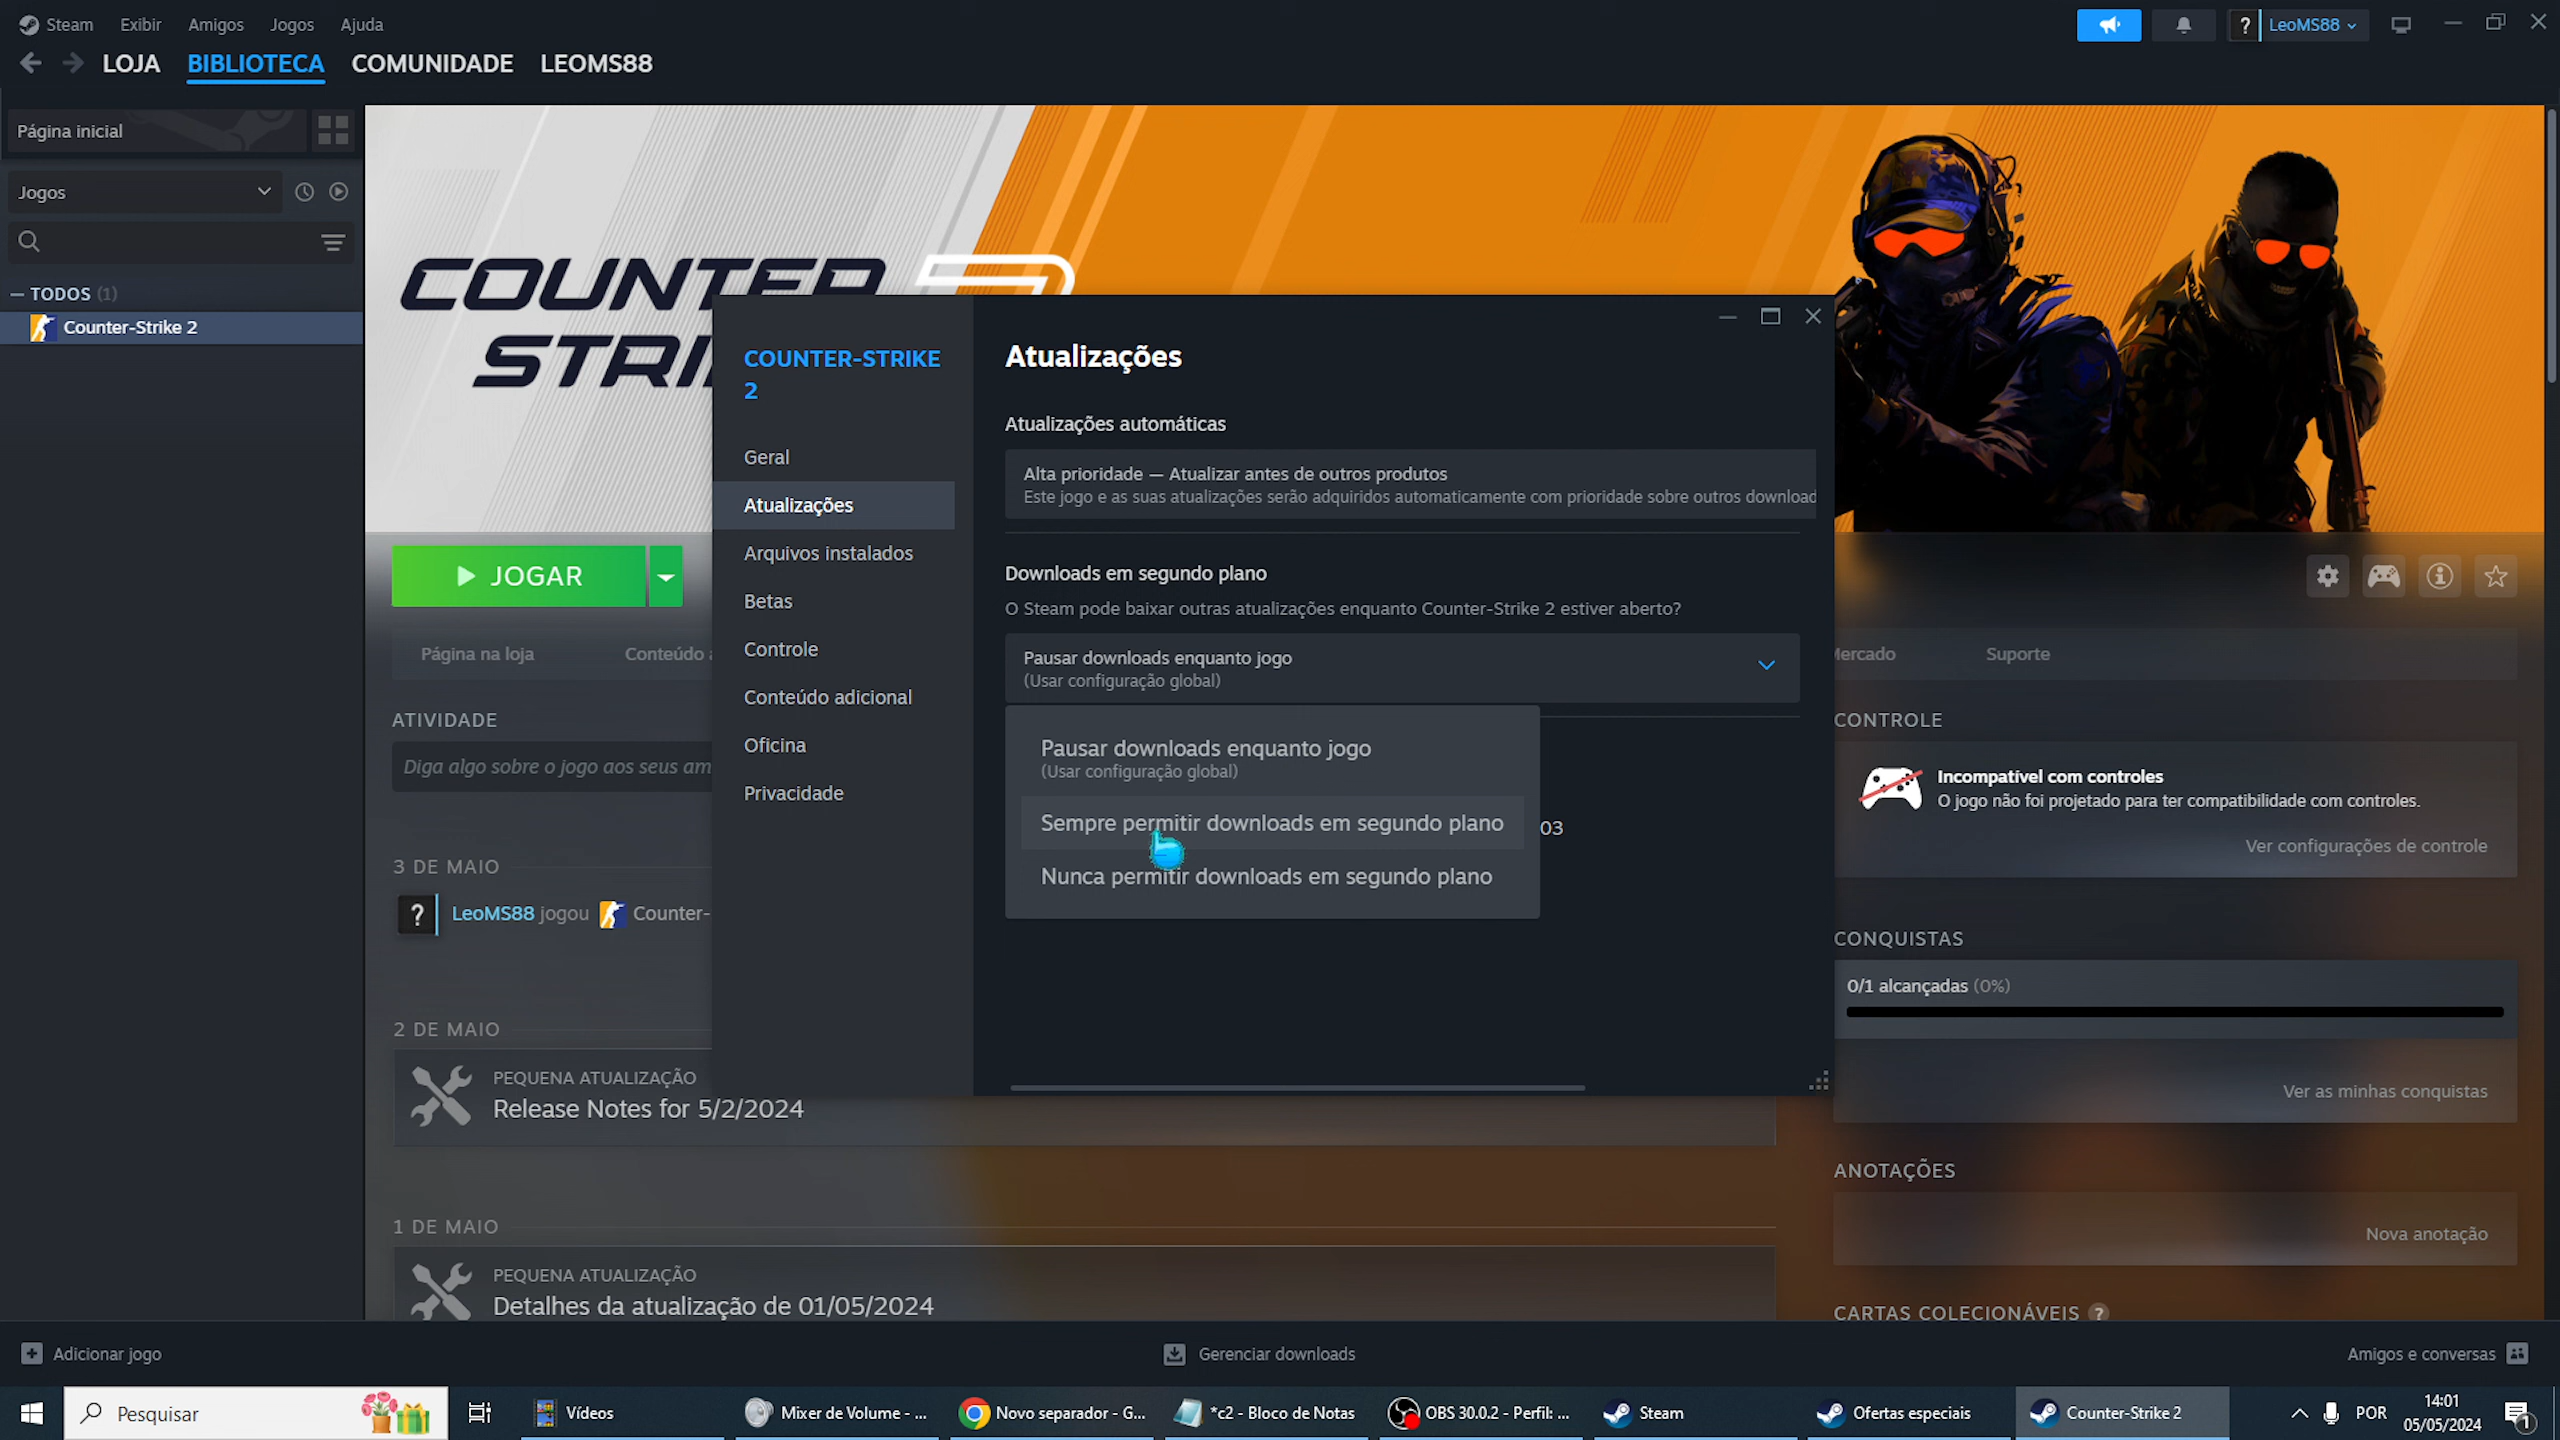 Steam Exibir Amigos Jogos Ajuda
? LeoMS88
LOJA BIBLIOTECA COMUNIDADE LEOMS88
Página inicial
Jogos
— TODOS (1)
Counter-Strike 2
COUNTER
STRI
COUNTER-STRIKE
2
Geral
Atualizações
Arquivos instalados
Betas
Controle
Conteúdo adicional
Oficina
Privacidade
Atualizações
Atualizações automáticas
Alta prioridade — Atualizar antes de outros produtos
Este jogo e as suas atualizações serão adquiridos automaticamente com prioridade sobre outros download
Downloads em segundo plano
O Steam pode baixar outras atualizações enquanto Counter-Strike 2 estiver aberto?
Pausar downloads enquanto jogo
(Usar configuração global)
Pausar downloads enquanto jogo
(Usar configuração global)
Sempre permitir downloads em segundo plano
03
Nunca permitir downloads em segundo plano
JOGAR
Página na loja Conteúdo a
Mercado Suporte
ATIVIDADE
Diga algo sobre o jogo aos seus am
3 DE MAIO
? LeoMS88 jogou Counter-
2 DE MAIO
PEQUENA ATUALIZAÇÃO
Release Notes for 5/2/2024
1 DE MAIO
PEQUENA ATUALIZAÇÃO
Detalhes da atualização de 01/05/2024
CONTROLE
Incompatível com controles
O jogo não foi projetado para ter compatibilidade com controles.
Ver configurações de controle
CONQUISTAS
0/1 alcançadas (0%)
Ver as minhas conquistas
ANOTAÇÕES
Nova anotação
CARTAS COLECIONÁVEIS ?
Adicionar jogo
Gerenciar downloads
Amigos e conversas
Pesquisar
Vídeos
Mixer de Volume - ...
Novo separador - G...
*c2 - Bloco de Notas
OBS 30.0.2 - Perfil: ...
Steam
Ofertas especiais
Counter-Strike 2
POR
14:01
05/05/2024
1